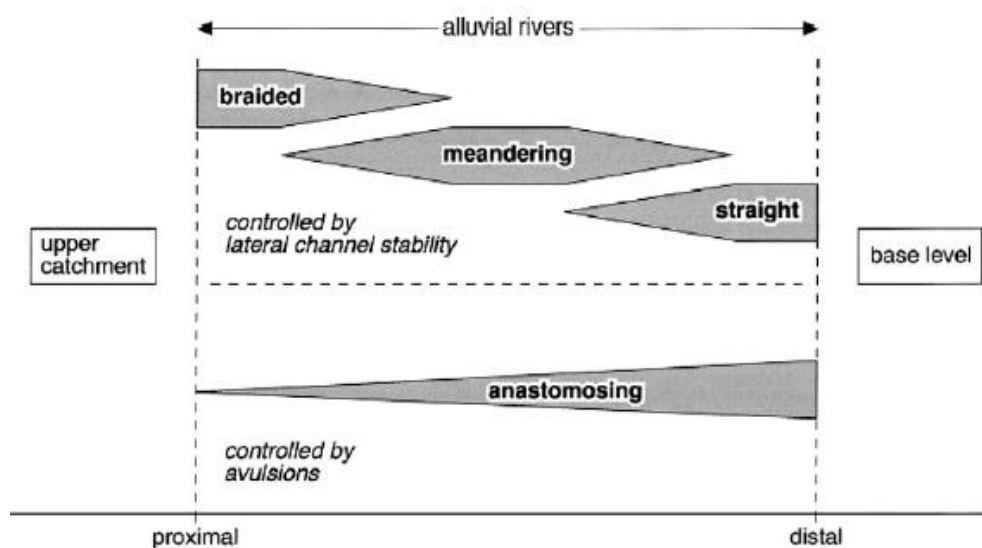 alluvial rivers
braided
meandering
straight
controlled by
lateral channel stability
upper
catchment
base level
anastomosing
controlled by
avulsions
proximal
distal